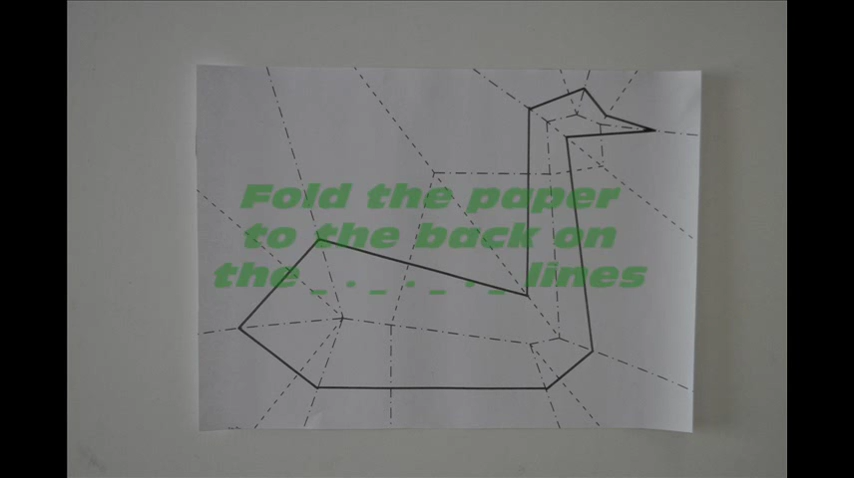 Fold the paper
to the back on
the _ . _ . _ . _ lines